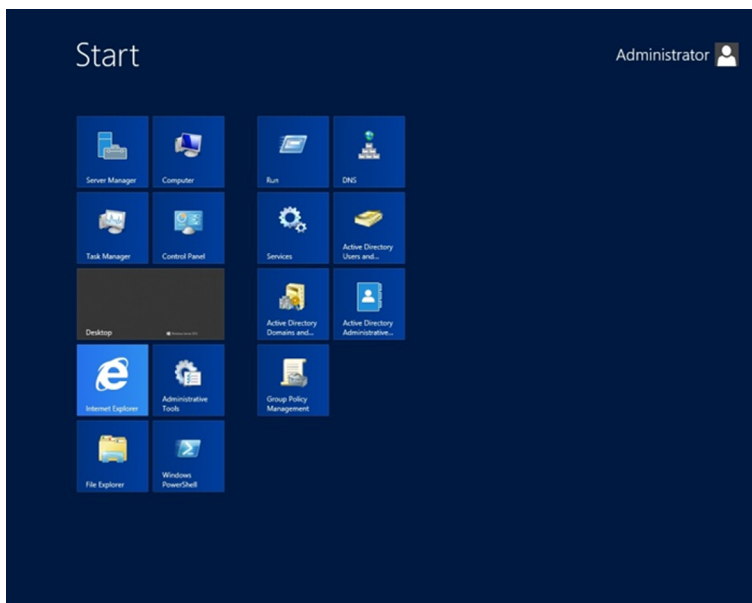 Start
Administrator
Server Manager
Computer
Run
DNS
Task Manager
Control Panel
Services
Active Directory
Users and...
Desktop
Active Directory
Domains and...
Active Directory
Administrative...
Internet Explorer
Administrative
Tools
Group Policy
Management
File Explorer
Windows
PowerShell